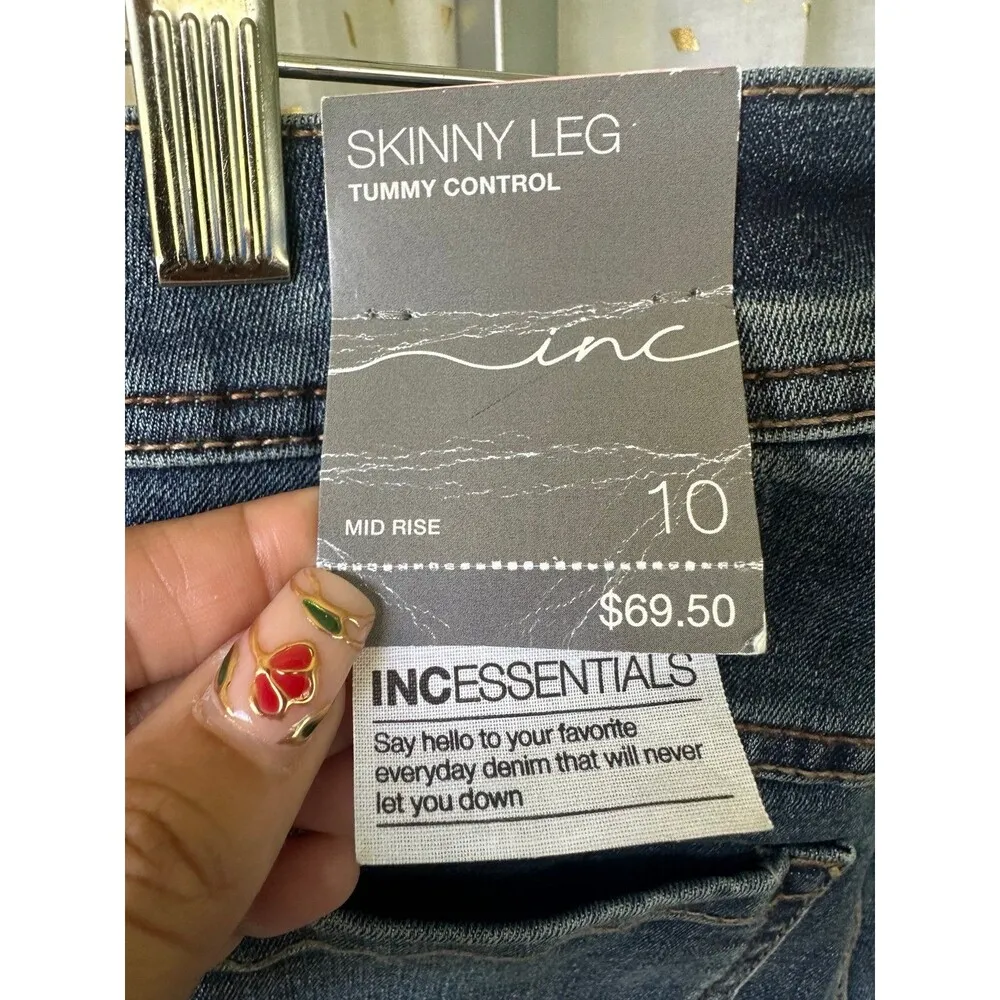 SKINNY LEG
TUMMY CONTROL
inc
MID RISE
10
$69.50
INCESSENTIALS
Say hello to your favorite
everyday denim that will never
let you down